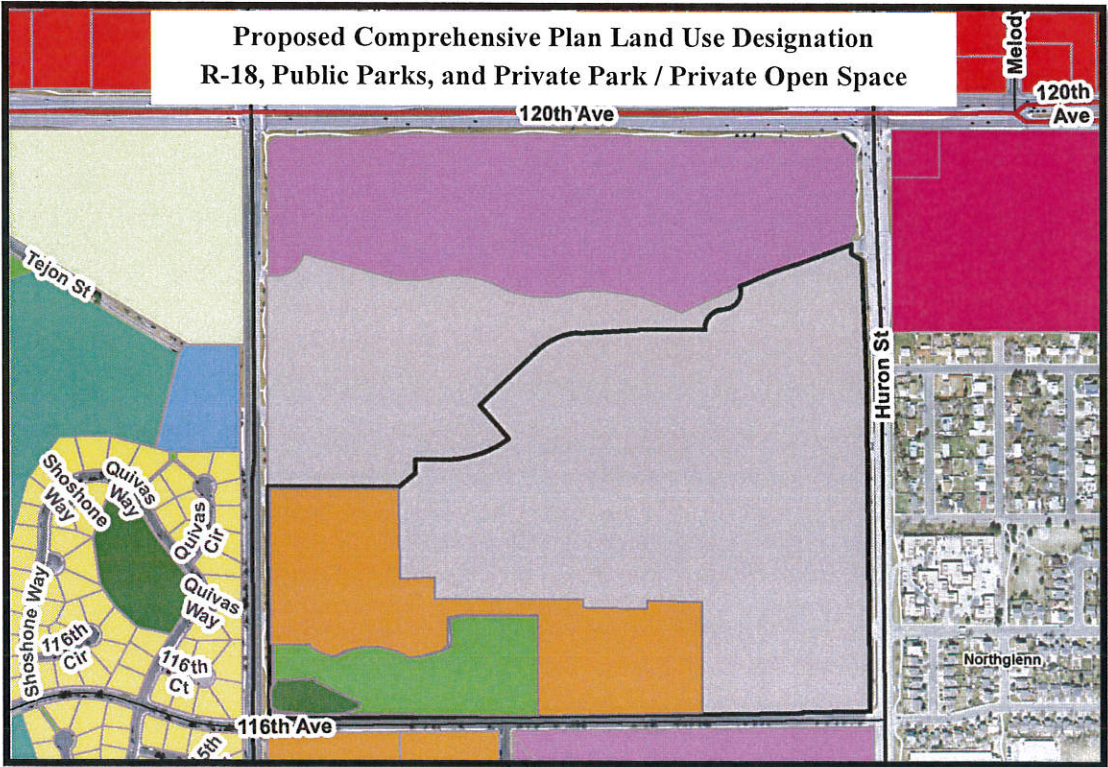 Proposed Comprehensive Plan Land Use Designation
R-18, Public Parks, and Private Park / Private Open Space
Melody
120th
Ave
120th Ave
Tejon St
Huron St
Shoshone
Way
Quivas
Way
Quivas
Cir
Quivas
Way
Shoshone Way
116th
Cir
116th
Ct
Northglenn
116th Ave
15th